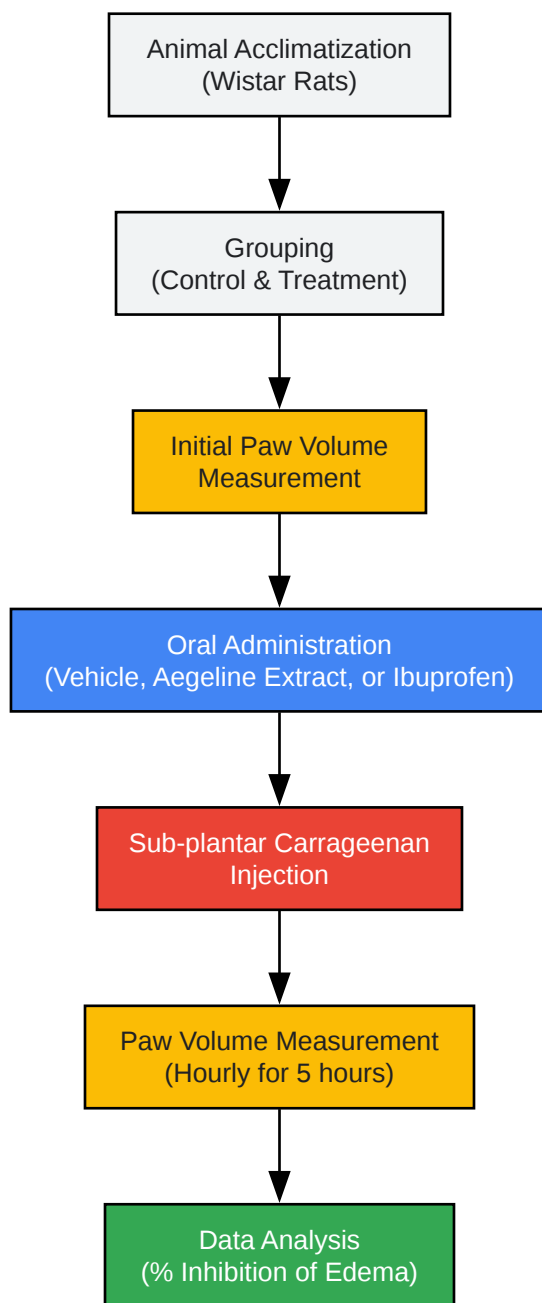 Animal Acclimatization
(Wistar Rats)
Grouping
(Control & Treatment)
Initial Paw Volume
Measurement
Oral Administration
(Vehicle, Aegeline Extract, or Ibuprofen)
Sub-plantar Carrageenan
Injection
Paw Volume Measurement
(Hourly for 5 hours)
Data Analysis
(% Inhibition of Edema)